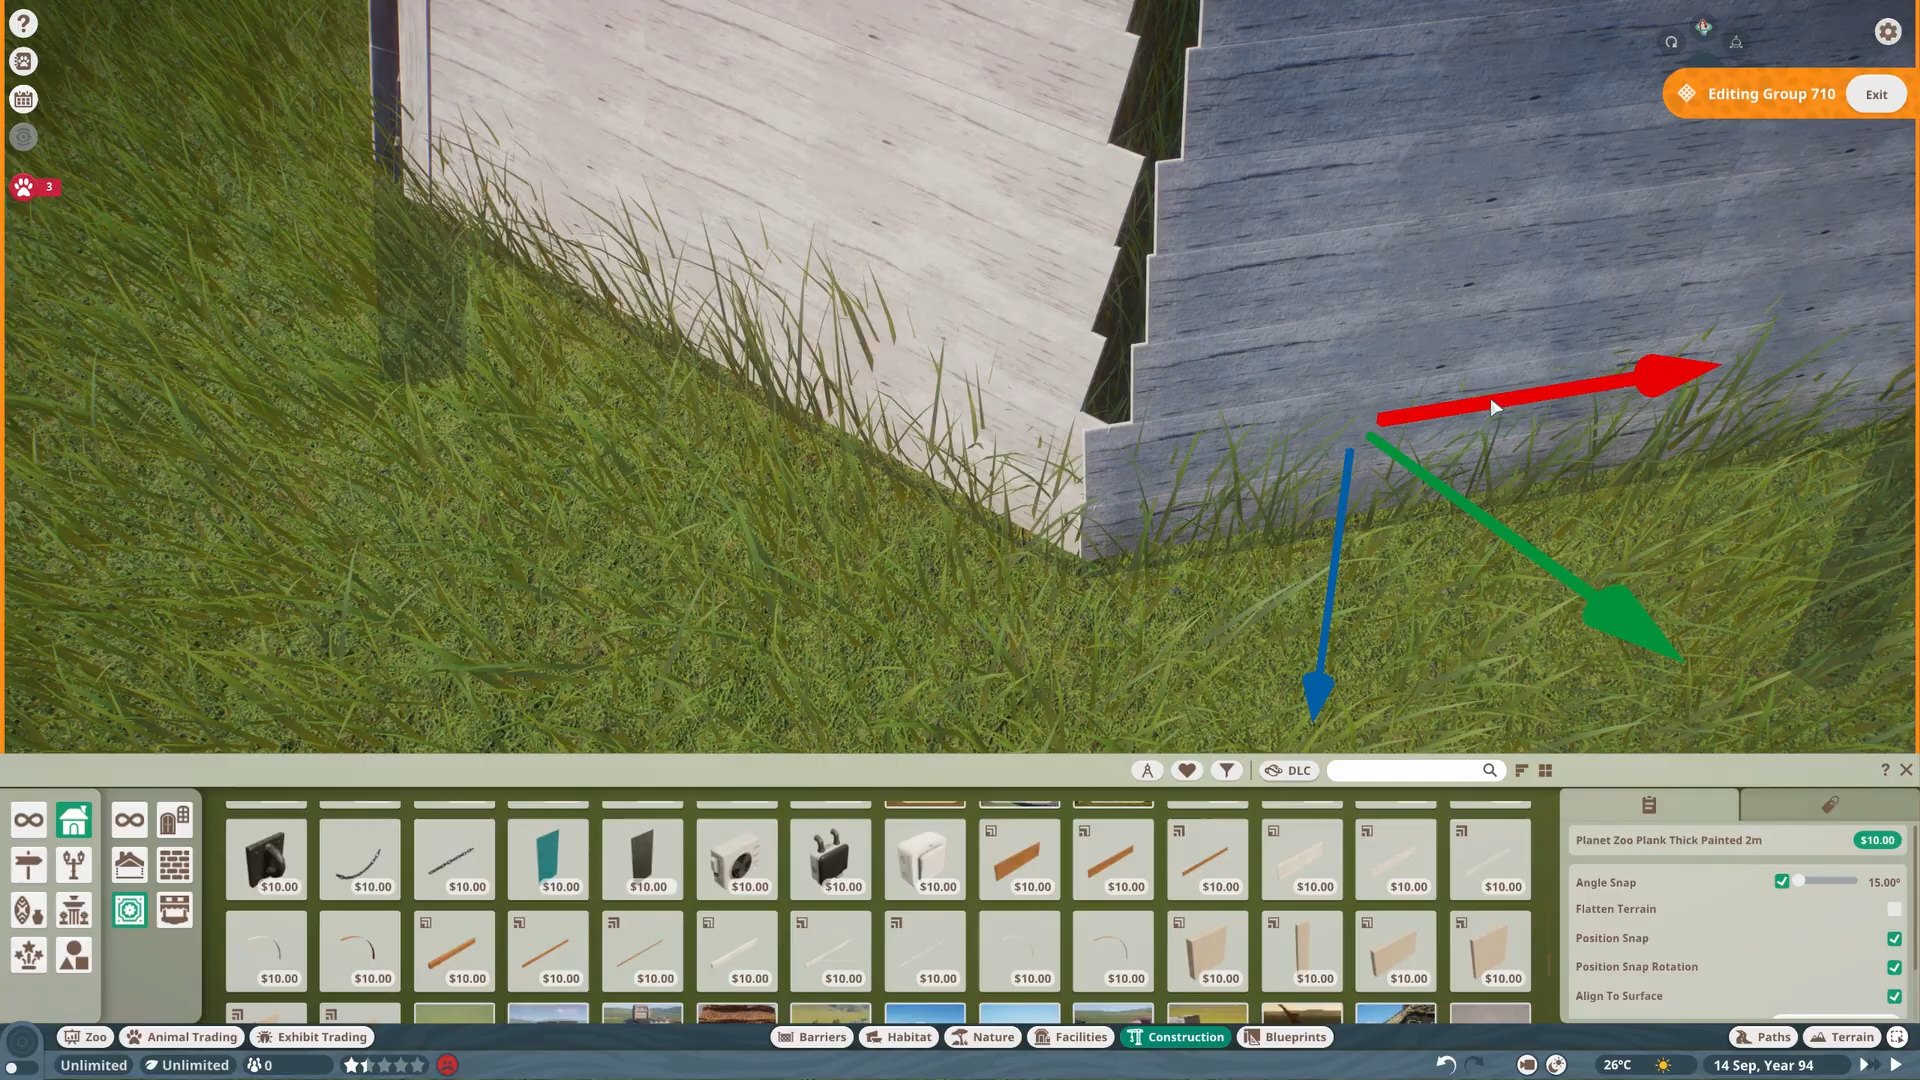 ?
Editing Group 710
Exit
3
DLC
?
$10.00 $10.00 $10.00 $10.00 $10.00 $10.00 $10.00 $10.00 $10.00 $10.00 $10.00 $10.00 $10.00 $10.00
$10.00 $10.00 $10.00 $10.00 $10.00 $10.00 $10.00 $10.00 $10.00 $10.00 $10.00 $10.00 $10.00 $10.00
Planet Zoo Plank Thick Painted 2m $10.00
Angle Snap 15.00°
Flatten Terrain
Position Snap
Position Snap Rotation
Align To Surface
Zoo Animal Trading Exhibit Trading Barriers Habitat Nature Facilities Construction Blueprints Paths Terrain
Unlimited Unlimited 0 26°C 14 Sep, Year 94